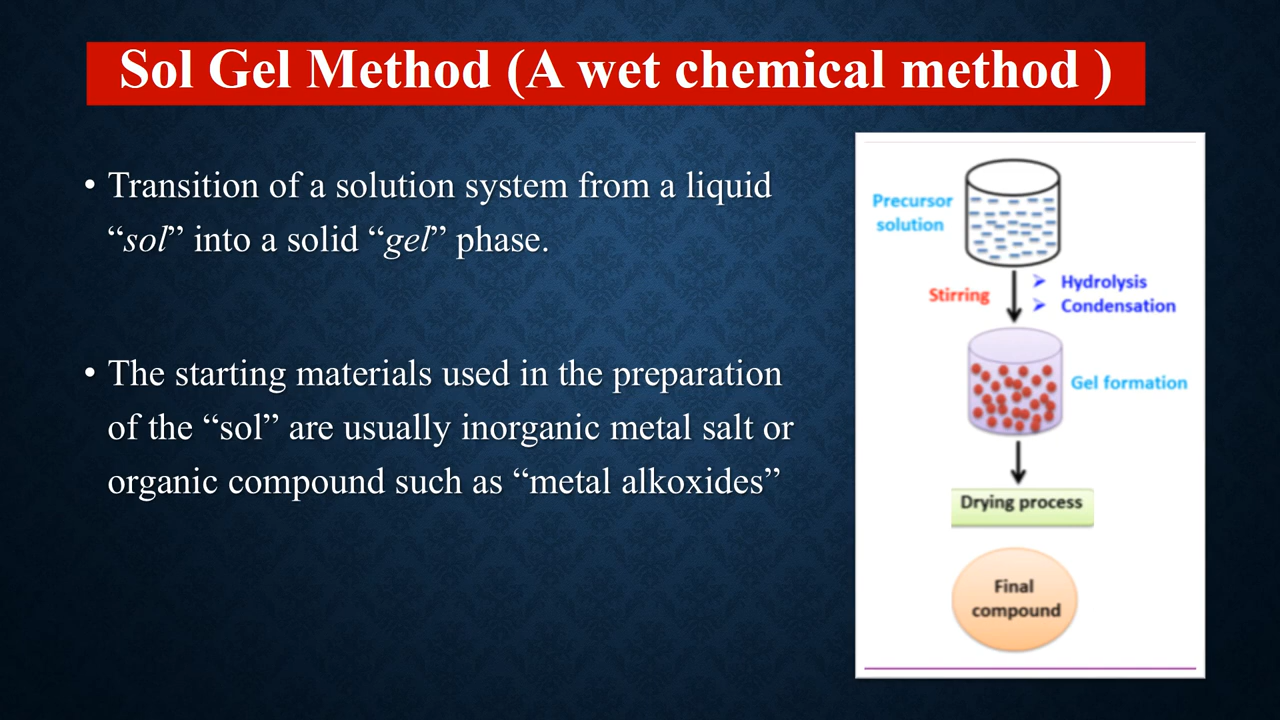 Sol Gel Method (A wet chemical method )
• Transition of a solution system from a liquid
“sol” into a solid “gel” phase.
• The starting materials used in the preparation
of the “sol” are usually inorganic metal salt or
organic compound such as “metal alkoxides”
Precursor
solution
Stirring
➢ Hydrolysis
➢ Condensation
Gel formation
Drying process
Final
compound